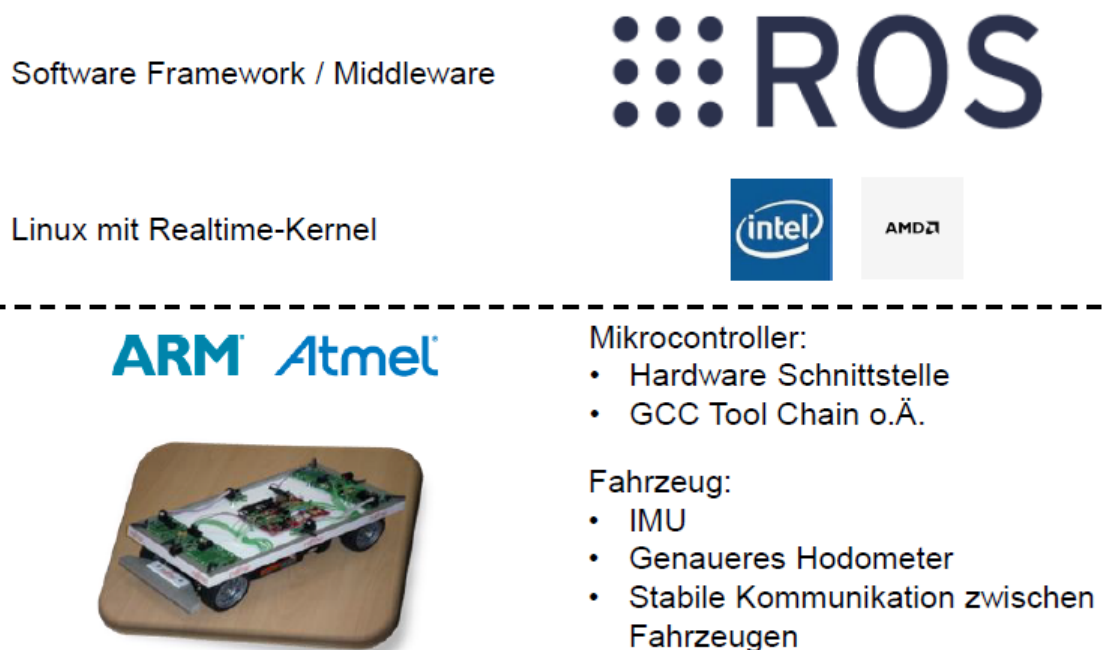 Software Framework / Middleware
ROS
Linux mit Realtime-Kernel
intel
AMD
ARM Atmel
Mikrocontroller:
• Hardware Schnittstelle
• GCC Tool Chain o.Ä.
Fahrzeug:
• IMU
• Genaueres Hodometer
• Stabile Kommunikation zwischen
Fahrzeugen